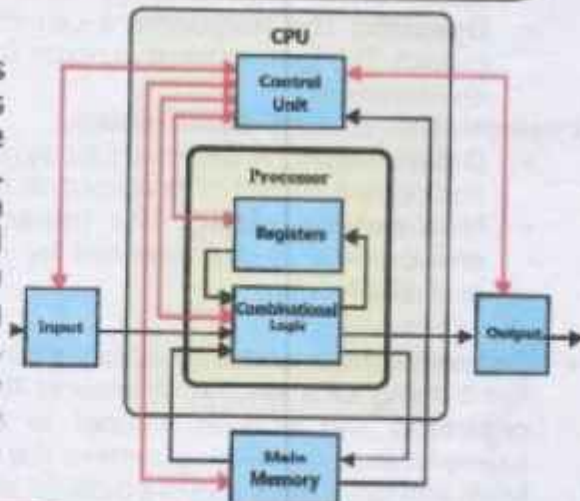 CPU
Control
Unit
Processor
Registers
Combinational
Logic
Input
Output
Main
Memory